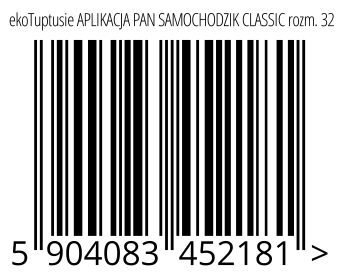 ekoTuptusie APLIKACJA PAN SAMOCHODZIK CLASSIC rozm. 32
5 904083 452181 >